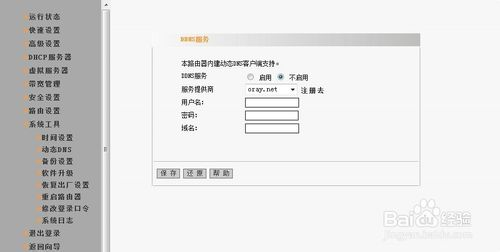 运行状态
快速设置
高级设置
DHCP服务器
虚拟服务器
带宽管理
安全设置
路由设置
系统工具
时间设置
动态DNS
备份设置
软件升级
恢复出厂设置
重启路由器
修改登录口令
系统日志
退出登录
返回向导
DDNS服务
本路由器内建动态DNS客户端支持。
DDNS服务 启用 不启用
服务提供商 oray.net 注册去
用户名:
密码:
域名:
保存 还原 帮助
Baidu 经验
jingyan.baidu.com